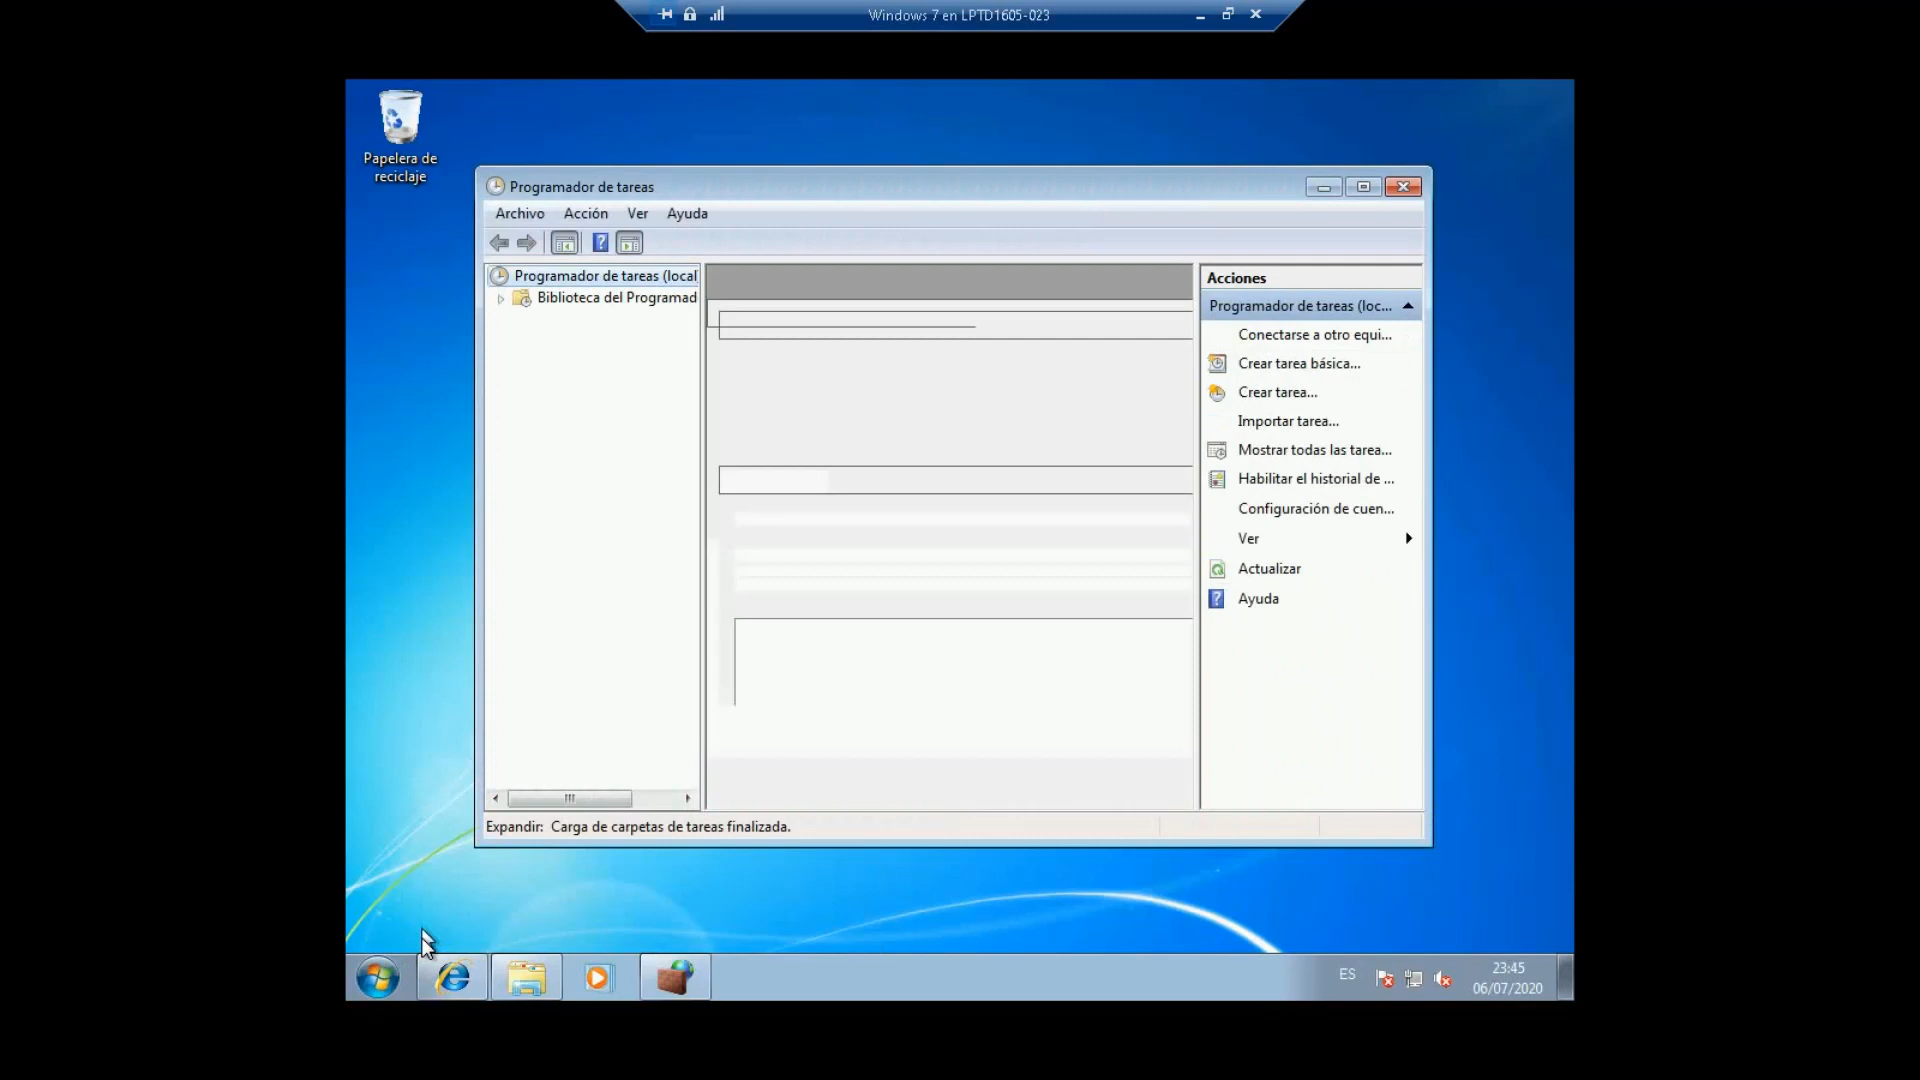 Windows 7 en LPTD1605-023
Papelera de
reciclaje
Programador de tareas
Archivo Acción Ver Ayuda
Programador de tareas (local
Biblioteca del Programad
Acciones
Programador de tareas (loc...
Conectarse a otro equi...
Crear tarea básica...
Crear tarea...
Importar tarea...
Mostrar todas las tarea...
Habilitar el historial de ...
Configuración de cuen...
Ver
Actualizar
Ayuda
Expandir: Carga de carpetas de tareas finalizada.
ES
23:45
06/07/2020